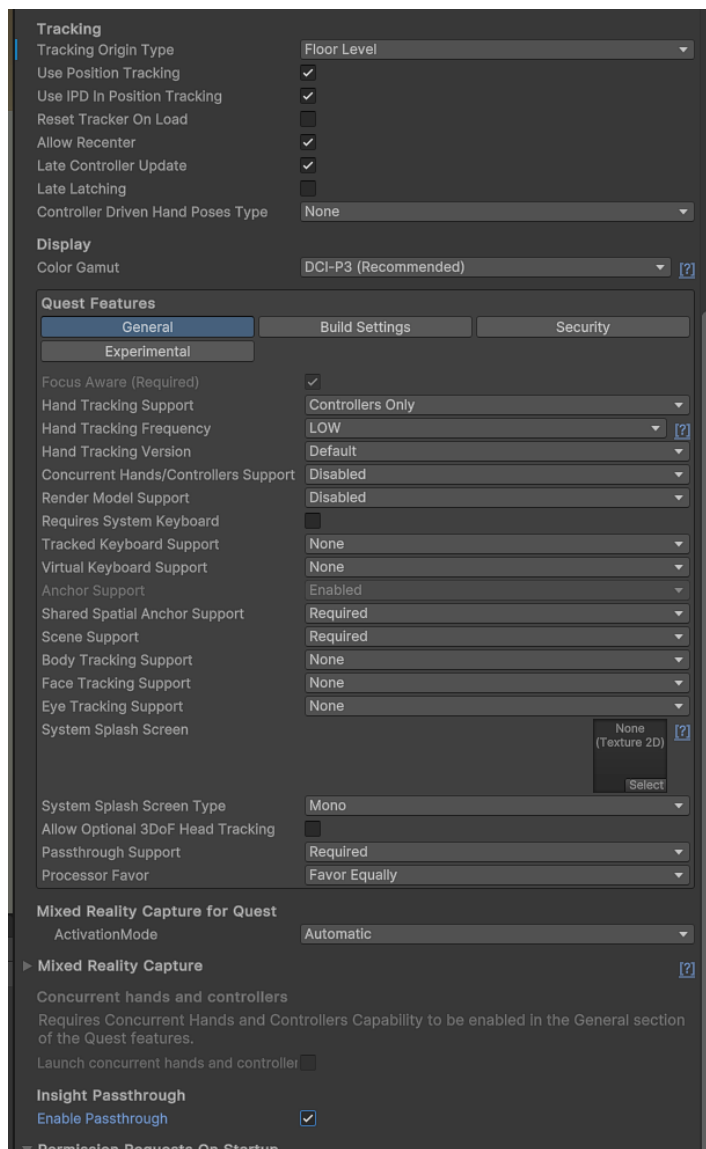 Tracking
Tracking Origin Type Floor Level
Use Position Tracking
Use IPD In Position Tracking
Reset Tracker On Load
Allow Recenter
Late Controller Update
Late Latching
Controller Driven Hand Poses Type None
Display
Color Gamut DCI-P3 (Recommended) [?]
Quest Features
General Build Settings Security
Experimental
Focus Aware (Required)
Hand Tracking Support Controllers Only
Hand Tracking Frequency LOW [?]
Hand Tracking Version Default
Concurrent Hands/Controllers Support Disabled
Render Model Support Disabled
Requires System Keyboard
Tracked Keyboard Support None
Virtual Keyboard Support None
Anchor Support Enabled
Shared Spatial Anchor Support Required
Scene Support Required
Body Tracking Support None
Face Tracking Support None
Eye Tracking Support None
System Splash Screen None [?]
(Texture 2D)
Select
System Splash Screen Type Mono
Allow Optional 3DoF Head Tracking
Passthrough Support Required
Processor Favor Favor Equally
Mixed Reality Capture for Quest
ActivationMode Automatic
Mixed Reality Capture [?]
Concurrent hands and controllers
Requires Concurrent Hands and Controllers Capability to be enabled in the General section
of the Quest features.
Launch concurrent hands and controller
Insight Passthrough
Enable Passthrough
Permission Requests On Startup